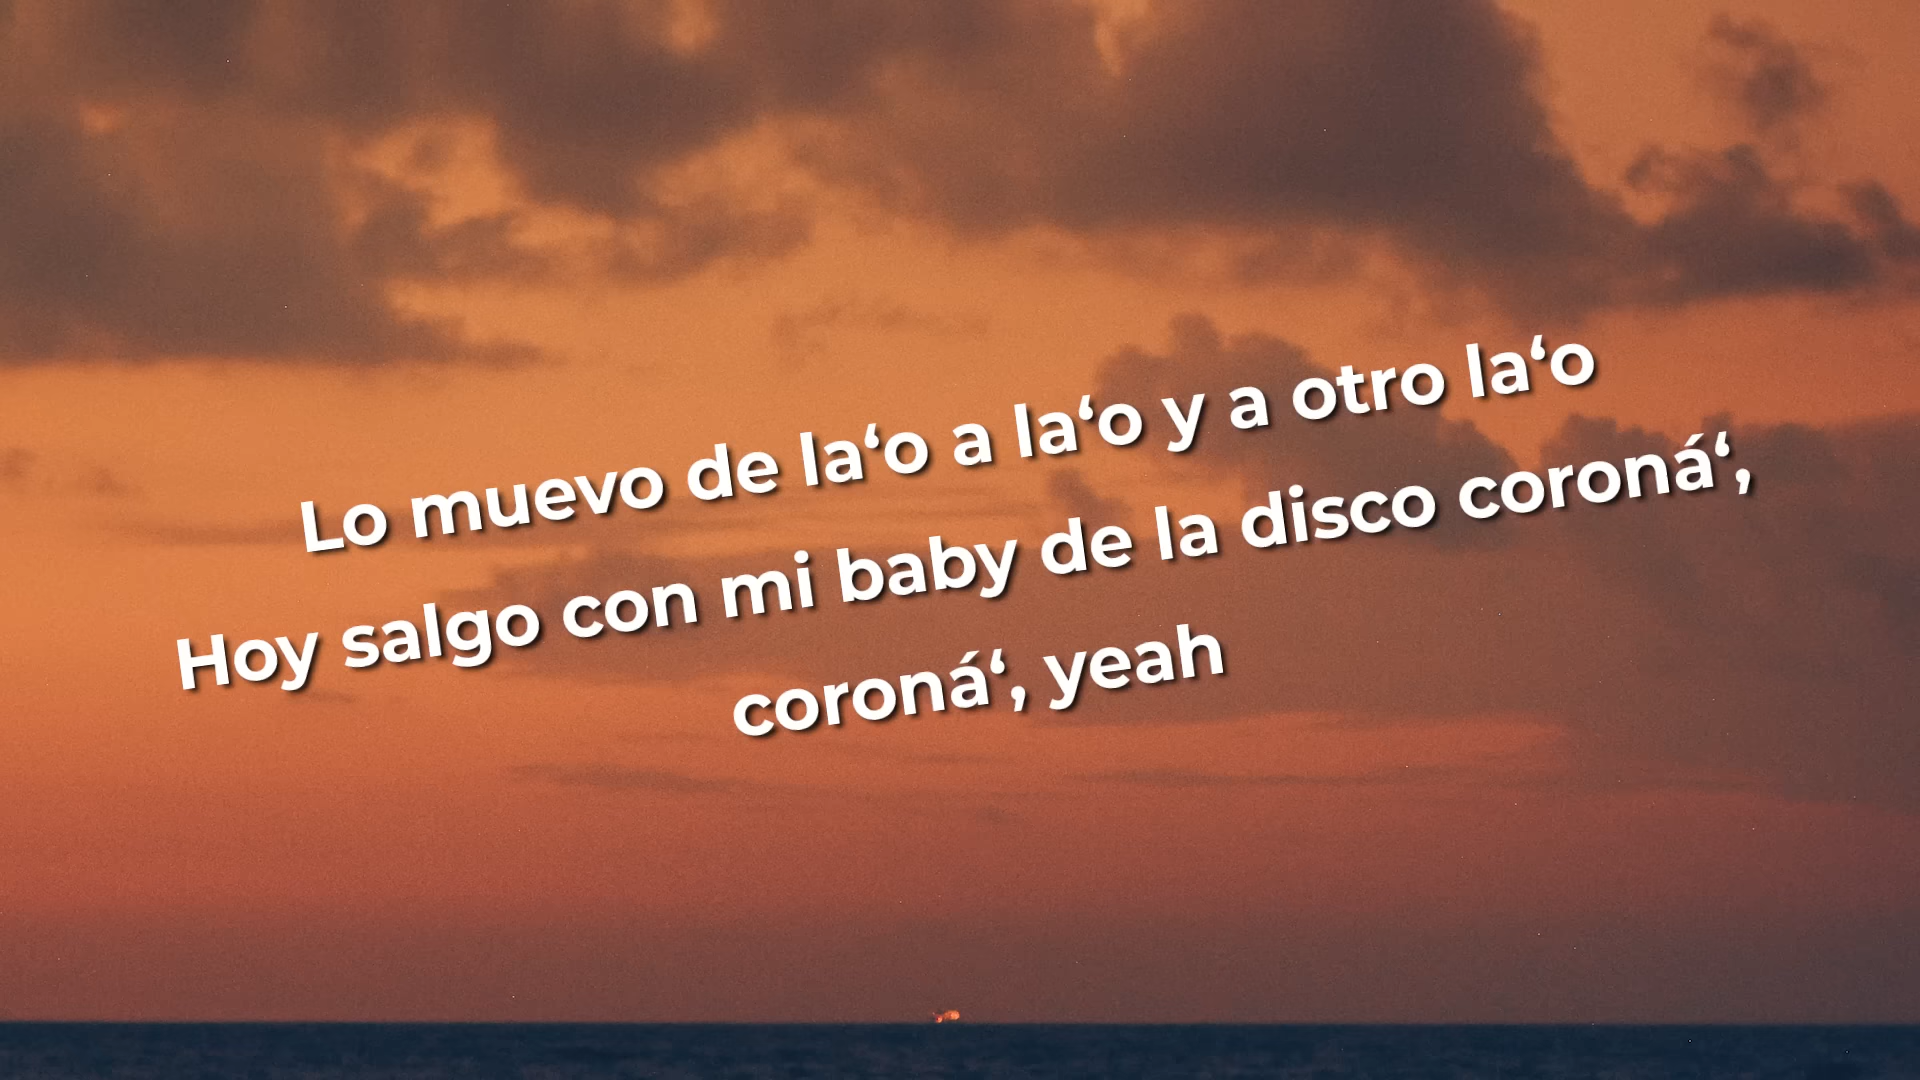 Lo muevo de la‘o a la‘o y a otro la‘o
Hoy salgo con mi baby de la disco coroná‘,
coroná‘, yeah